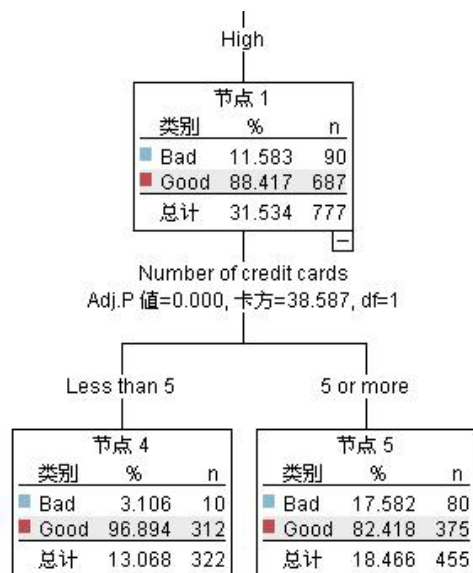 High
节点 1
类别 % n
Bad 11.583 90
Good 88.417 687
总计 31.534 777
Number of credit cards
Adj.P 値=0.000, 卡方=38.587, df=1
Less than 5
5 or more
节点 4
类别 % n
Bad 3.106 10
Good 96.894 312
总计 13.068 322
节点 5
类别 % n
Bad 17.582 80
Good 82.418 375
总计 18.466 455